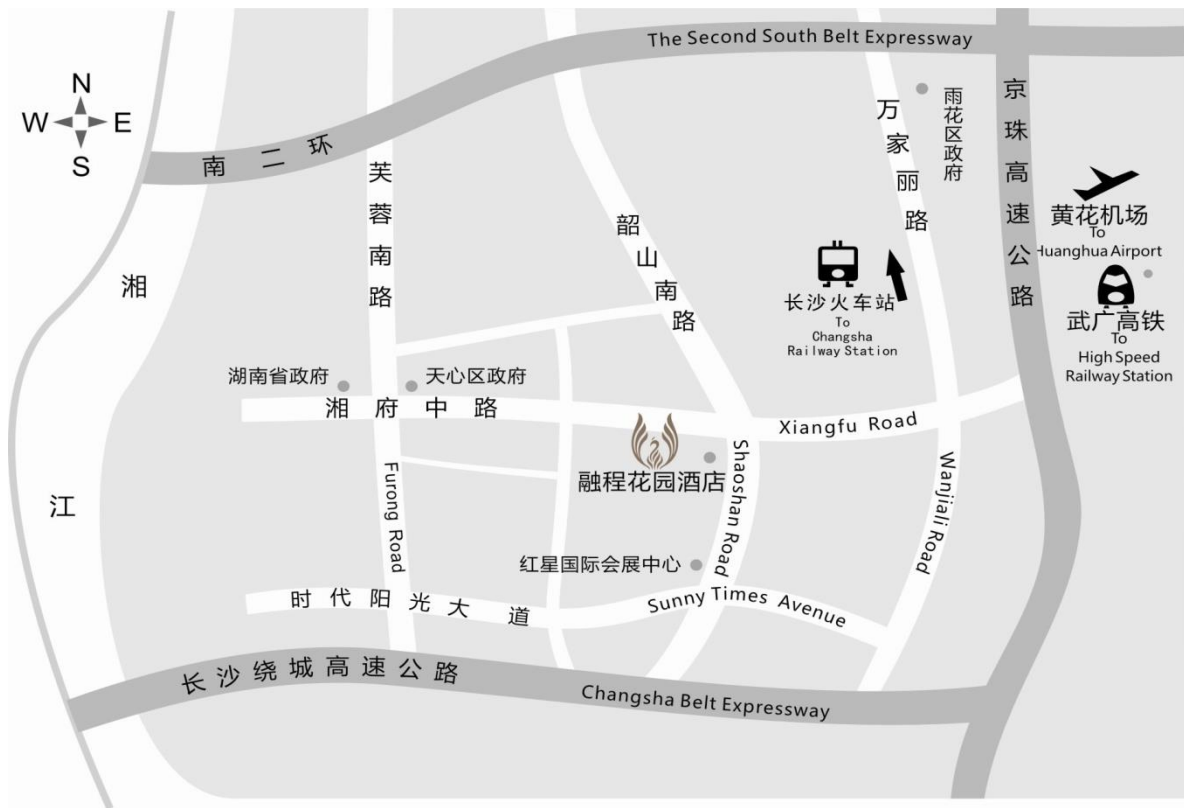 The Second South Belt Expressway
N
W E
S
南二环
芙蓉南路
韶山南路
万家丽路
雨花区政府
京珠高速公路
黄花机场
To
Huanghua Airport
长沙火车站
To
Changsha
Railway Station
武广高铁
To
High Speed
Railway Station
湘江
湖南省政府
天心区政府
湘府中路
Xiangfu Road
融程花园酒店
Furong Road
Shaoshan Road
Wanjiali Road
红星国际会展中心
时代阳光大道
Sunny Times Avenue
长沙绕城高速公路
Changsha Belt Expressway